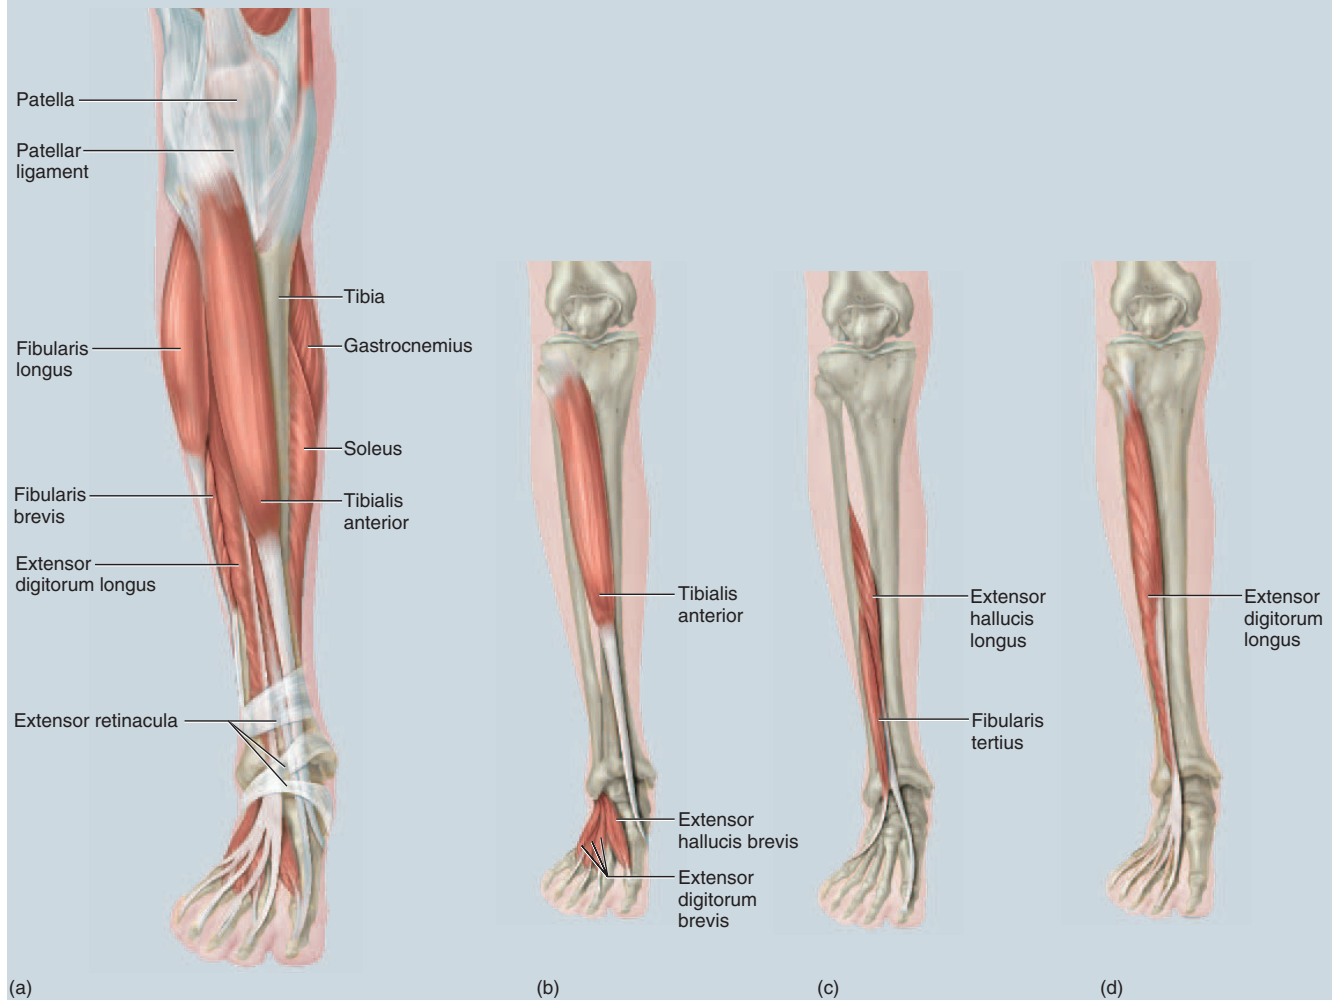 Patella
Patellar
ligament
Tibia
Gastrocnemius
Fibularis
longus
Soleus
Fibularis
brevis
Tibialis
anterior
Extensor
digitorum longus
Extensor retinacula
(a)
Tibialis
anterior
Extensor
hallucis brevis
Extensor
digitorum
brevis
(b)
Extensor
hallucis
longus
Fibularis
tertius
(c)
Extensor
digitorum
longus
(d)